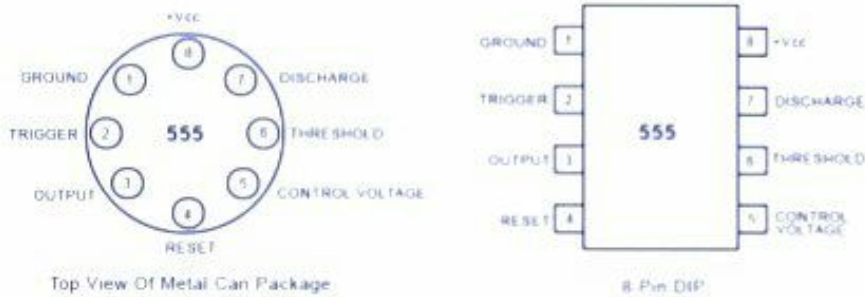 +Vcc
8
GROUND 1
7 DISCHARGE
TRIGGER 2
555
6 THRESHOLD
OUTPUT 3
5 CONTROL VOLTAGE
4
RESET
Top View Of Metal Can Package
GROUND 1
8 +Vcc
TRIGGER 2
7 DISCHARGE
555
OUTPUT 3
6 THRESHOLD
RESET 4
5 CONTROL
VOLTAGE
8 Pin DIP